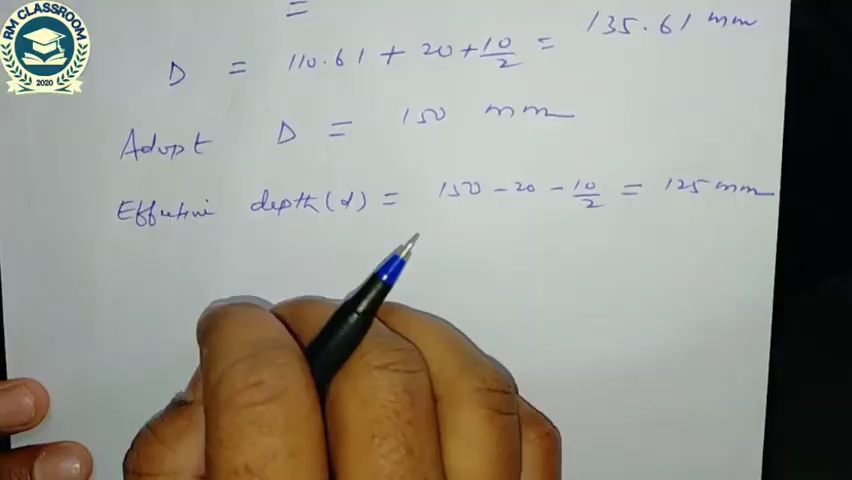 RM CLASSROOM
2020
=
D = 110.61 + 20 + 10/2 = 135.61 mm
Adopt D = 150 mm
Effective depth (d) = 150 - 20 - 10/2 = 125 mm